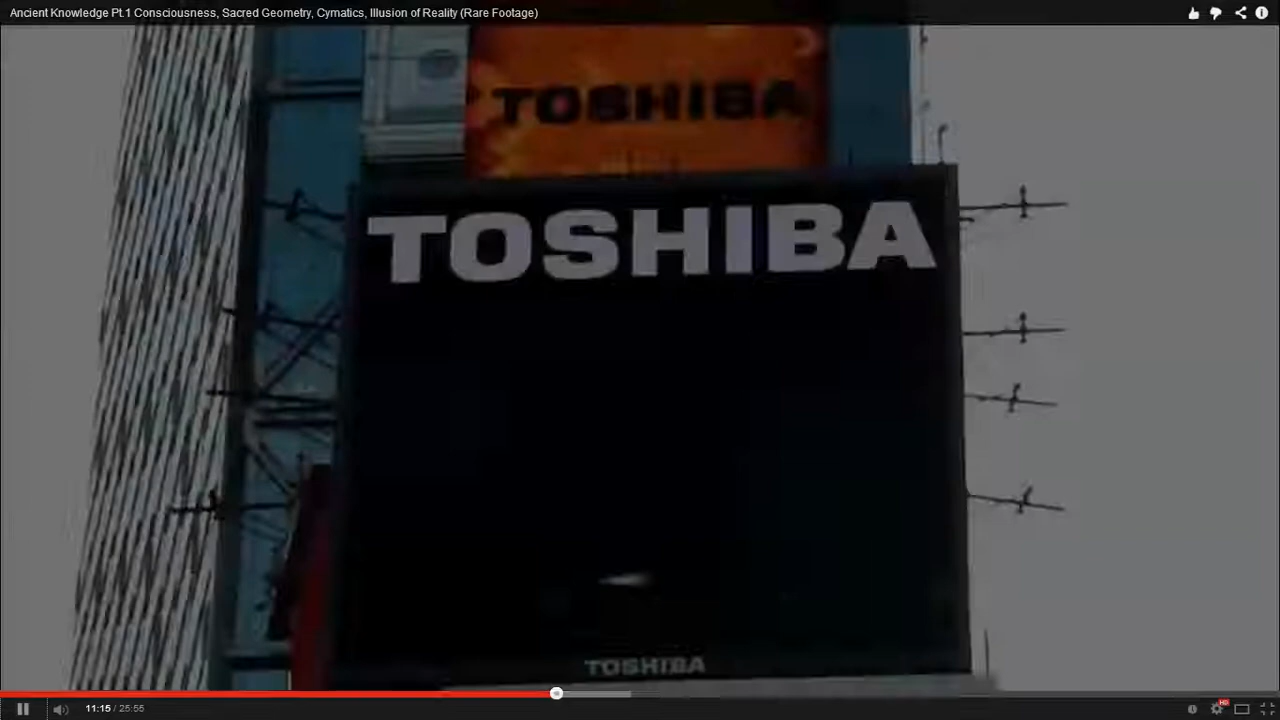 Ancient Knowledge Pt.1 Consciousness, Sacred Geometry, Cymatics, Illusion of Reality (Rare Footage)
TOSHIBA
TOSHIBA
TOSHIBA
11:15 / 25:55
HD